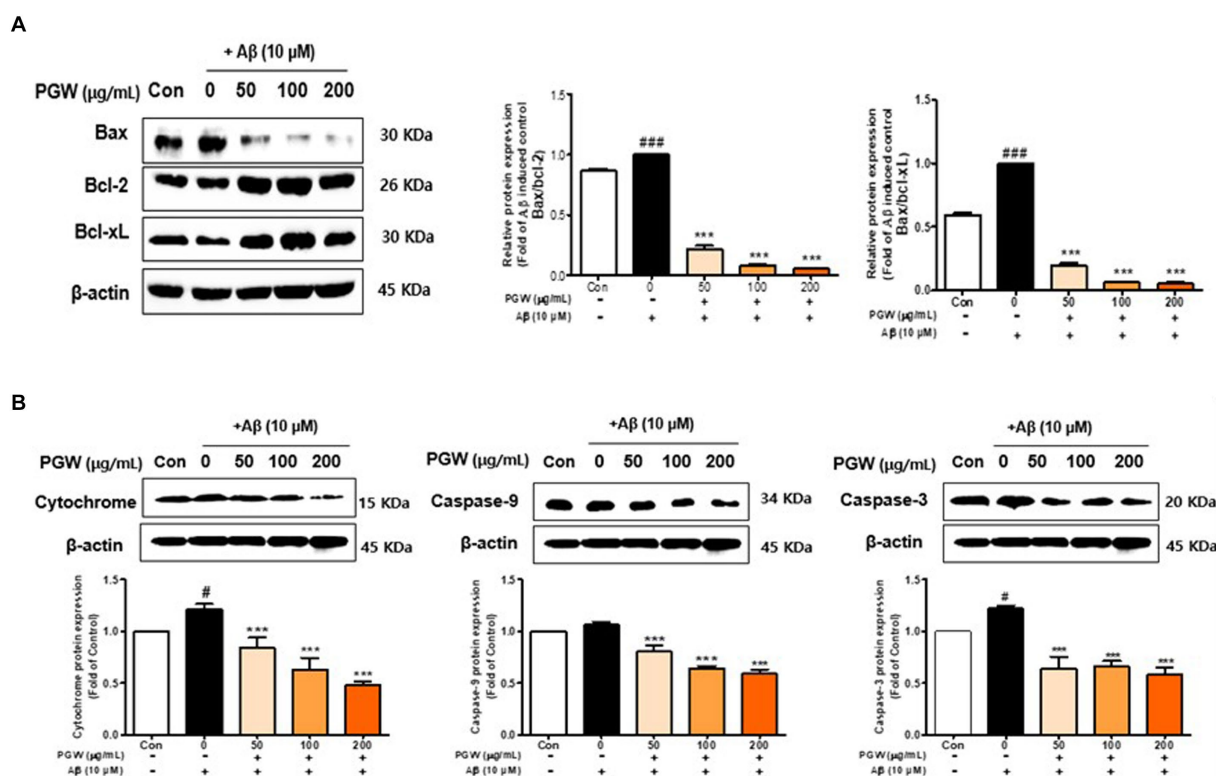 A
+ Aβ (10 μM)
PGW (μg/mL) Con 0 50 100 200
Bax 30 KDa
Bcl-2 26 KDa
Bcl-xL 30 KDa
β-actin 45 KDa
Relative protein expression
(Fold of Aβ induced control
Bax/bcl-2)
1.5
1.0
0.5
0.0
###
*** *** ***
Con 0 50 100 200
PGW (μg/mL) - - + + +
Aβ (10 μM) - + + + +
Relative protein expression
(Fold of Aβ induced control
Bax/bcl-xL)
1.5
1.0
0.5
0.0
###
*** *** ***
Con 0 50 100 200
PGW (μg/mL) - - + + +
Aβ (10 μM) - + + + +
B
+Aβ (10 μM)
PGW (μg/mL) Con 0 50 100 200
Cytochrome 15 KDa
β-actin 45 KDa
Cytochrome protein expression
(Fold of Control)
1.5
1.0
0.5
0.0
#
*** *** ***
Con 0 50 100 200
PGW (μg/mL) - - + + +
Aβ (10 μM) - + + + +
+Aβ (10 μM)
PGW (μg/mL) Con 0 50 100 200
Caspase-9 34 KDa
β-actin 45 KDa
Caspase-9 protein expression
(Fold of Control)
1.5
1.0
0.5
0.0
*** *** ***
Con 0 50 100 200
PGW (μg/mL) - - + + +
Aβ (10 μM) - + + + +
+Aβ (10 μM)
PGW (μg/mL) Con 0 50 100 200
Caspase-3 20 KDa
β-actin 45 KDa
Caspase-3 protein expression
(Fold of Control)
1.5
1.0
0.5
0.0
#
*** *** ***
Con 0 50 100 200
PGW (μg/mL) - - + + +
Aβ (10 μM) - + + + +